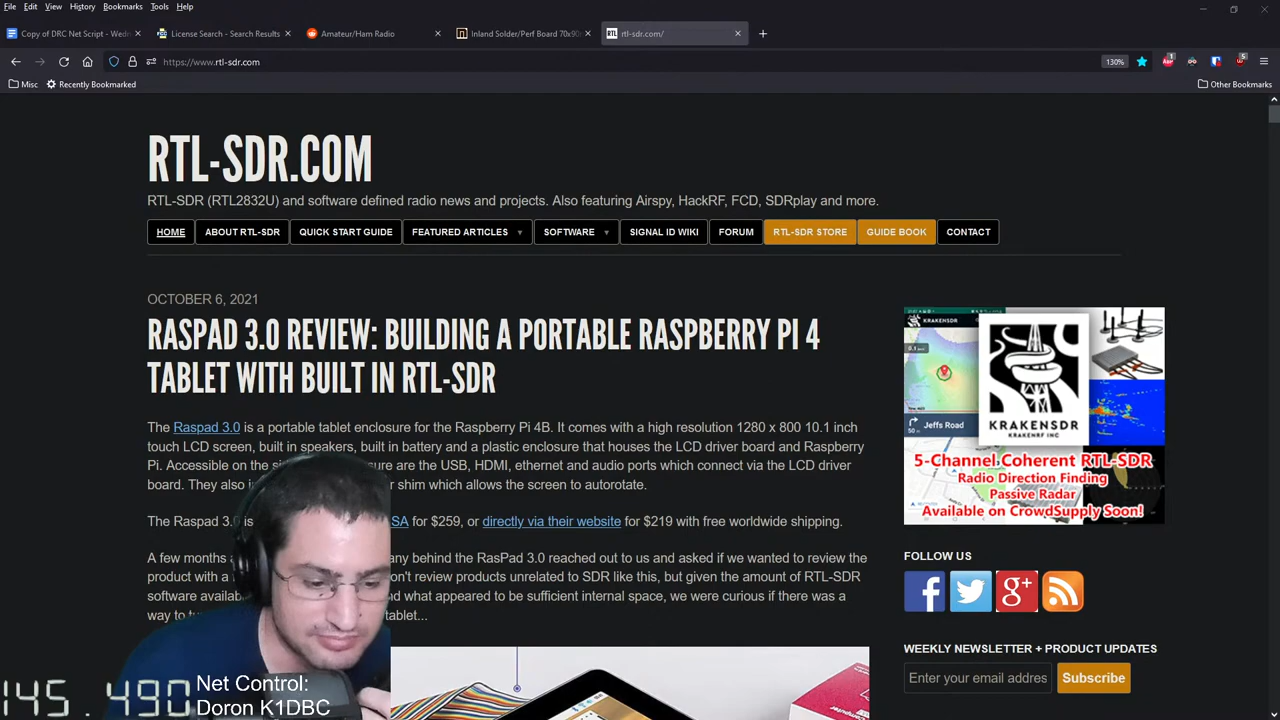 File Edit View History Bookmarks Tools Help
Copy of DRC Net Script - Wedn
License Search - Search Results
Amateur/Ham Radio
Inland Solder/Perf Board 70x90m
RTL SDR rtl-sdr.com/
https://www.rtl-sdr.com
130%
Misc Recently Bookmarked
Other Bookmarks
RTL-SDR.COM
RTL-SDR (RTL2832U) and software defined radio news and projects. Also featuring Airspy, HackRF, FCD, SDRplay and more.
HOME ABOUT RTL-SDR QUICK START GUIDE FEATURED ARTICLES SOFTWARE SIGNAL ID WIKI FORUM RTL-SDR STORE GUIDE BOOK CONTACT
OCTOBER 6, 2021
RASPAD 3.0 REVIEW: BUILDING A PORTABLE RASPBERRY PI 4
TABLET WITH BUILT IN RTL-SDR
The Raspad 3.0 is a portable tablet enclosure for the Raspberry Pi 4B. It comes with a high resolution 1280 x 800 10.1 inch
touch LCD screen, built in speakers, built in battery and a plastic enclosure that houses the LCD driver board and Raspberry
Pi. Accessible on the si sure are the USB, HDMI, ethernet and audio ports which connect via the LCD driver
board. They also i r shim which allows the screen to autorotate.
The Raspad 3.0 is SA for $259, or directly via their website for $219 with free worldwide shipping.
A few months a any behind the RasPad 3.0 reached out to us and asked if we wanted to review the
product with a on't review products unrelated to SDR like this, but given the amount of RTL-SDR
software availab nd what appeared to be sufficient internal space, we were curious if there was a
way to tu tablet...
KRAKENSDR
Jeffs Road
KRAKENSDR
KRAKENRF INC
5-Channel Coherent RTL-SDR
Radio Direction Finding
Passive Radar
Available on CrowdSupply Soon!
FOLLOW US
WEEKLY NEWSLETTER + PRODUCT UPDATES
Enter your email addres
Subscribe
145.490
Net Control:
Doron K1DBC